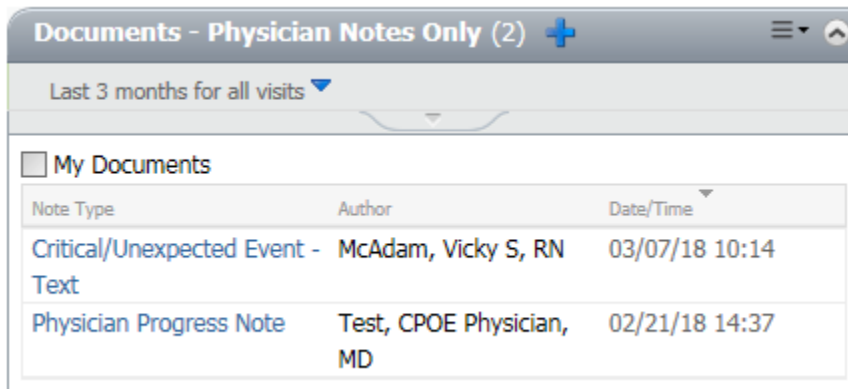 Documents - Physician Notes Only (2)
Last 3 months for all visits
My Documents
Note Type Author Date/Time
Critical/Unexpected Event - McAdam, Vicky S, RN 03/07/18 10:14
Text
Physician Progress Note Test, CPOE Physician, 02/21/18 14:37
MD